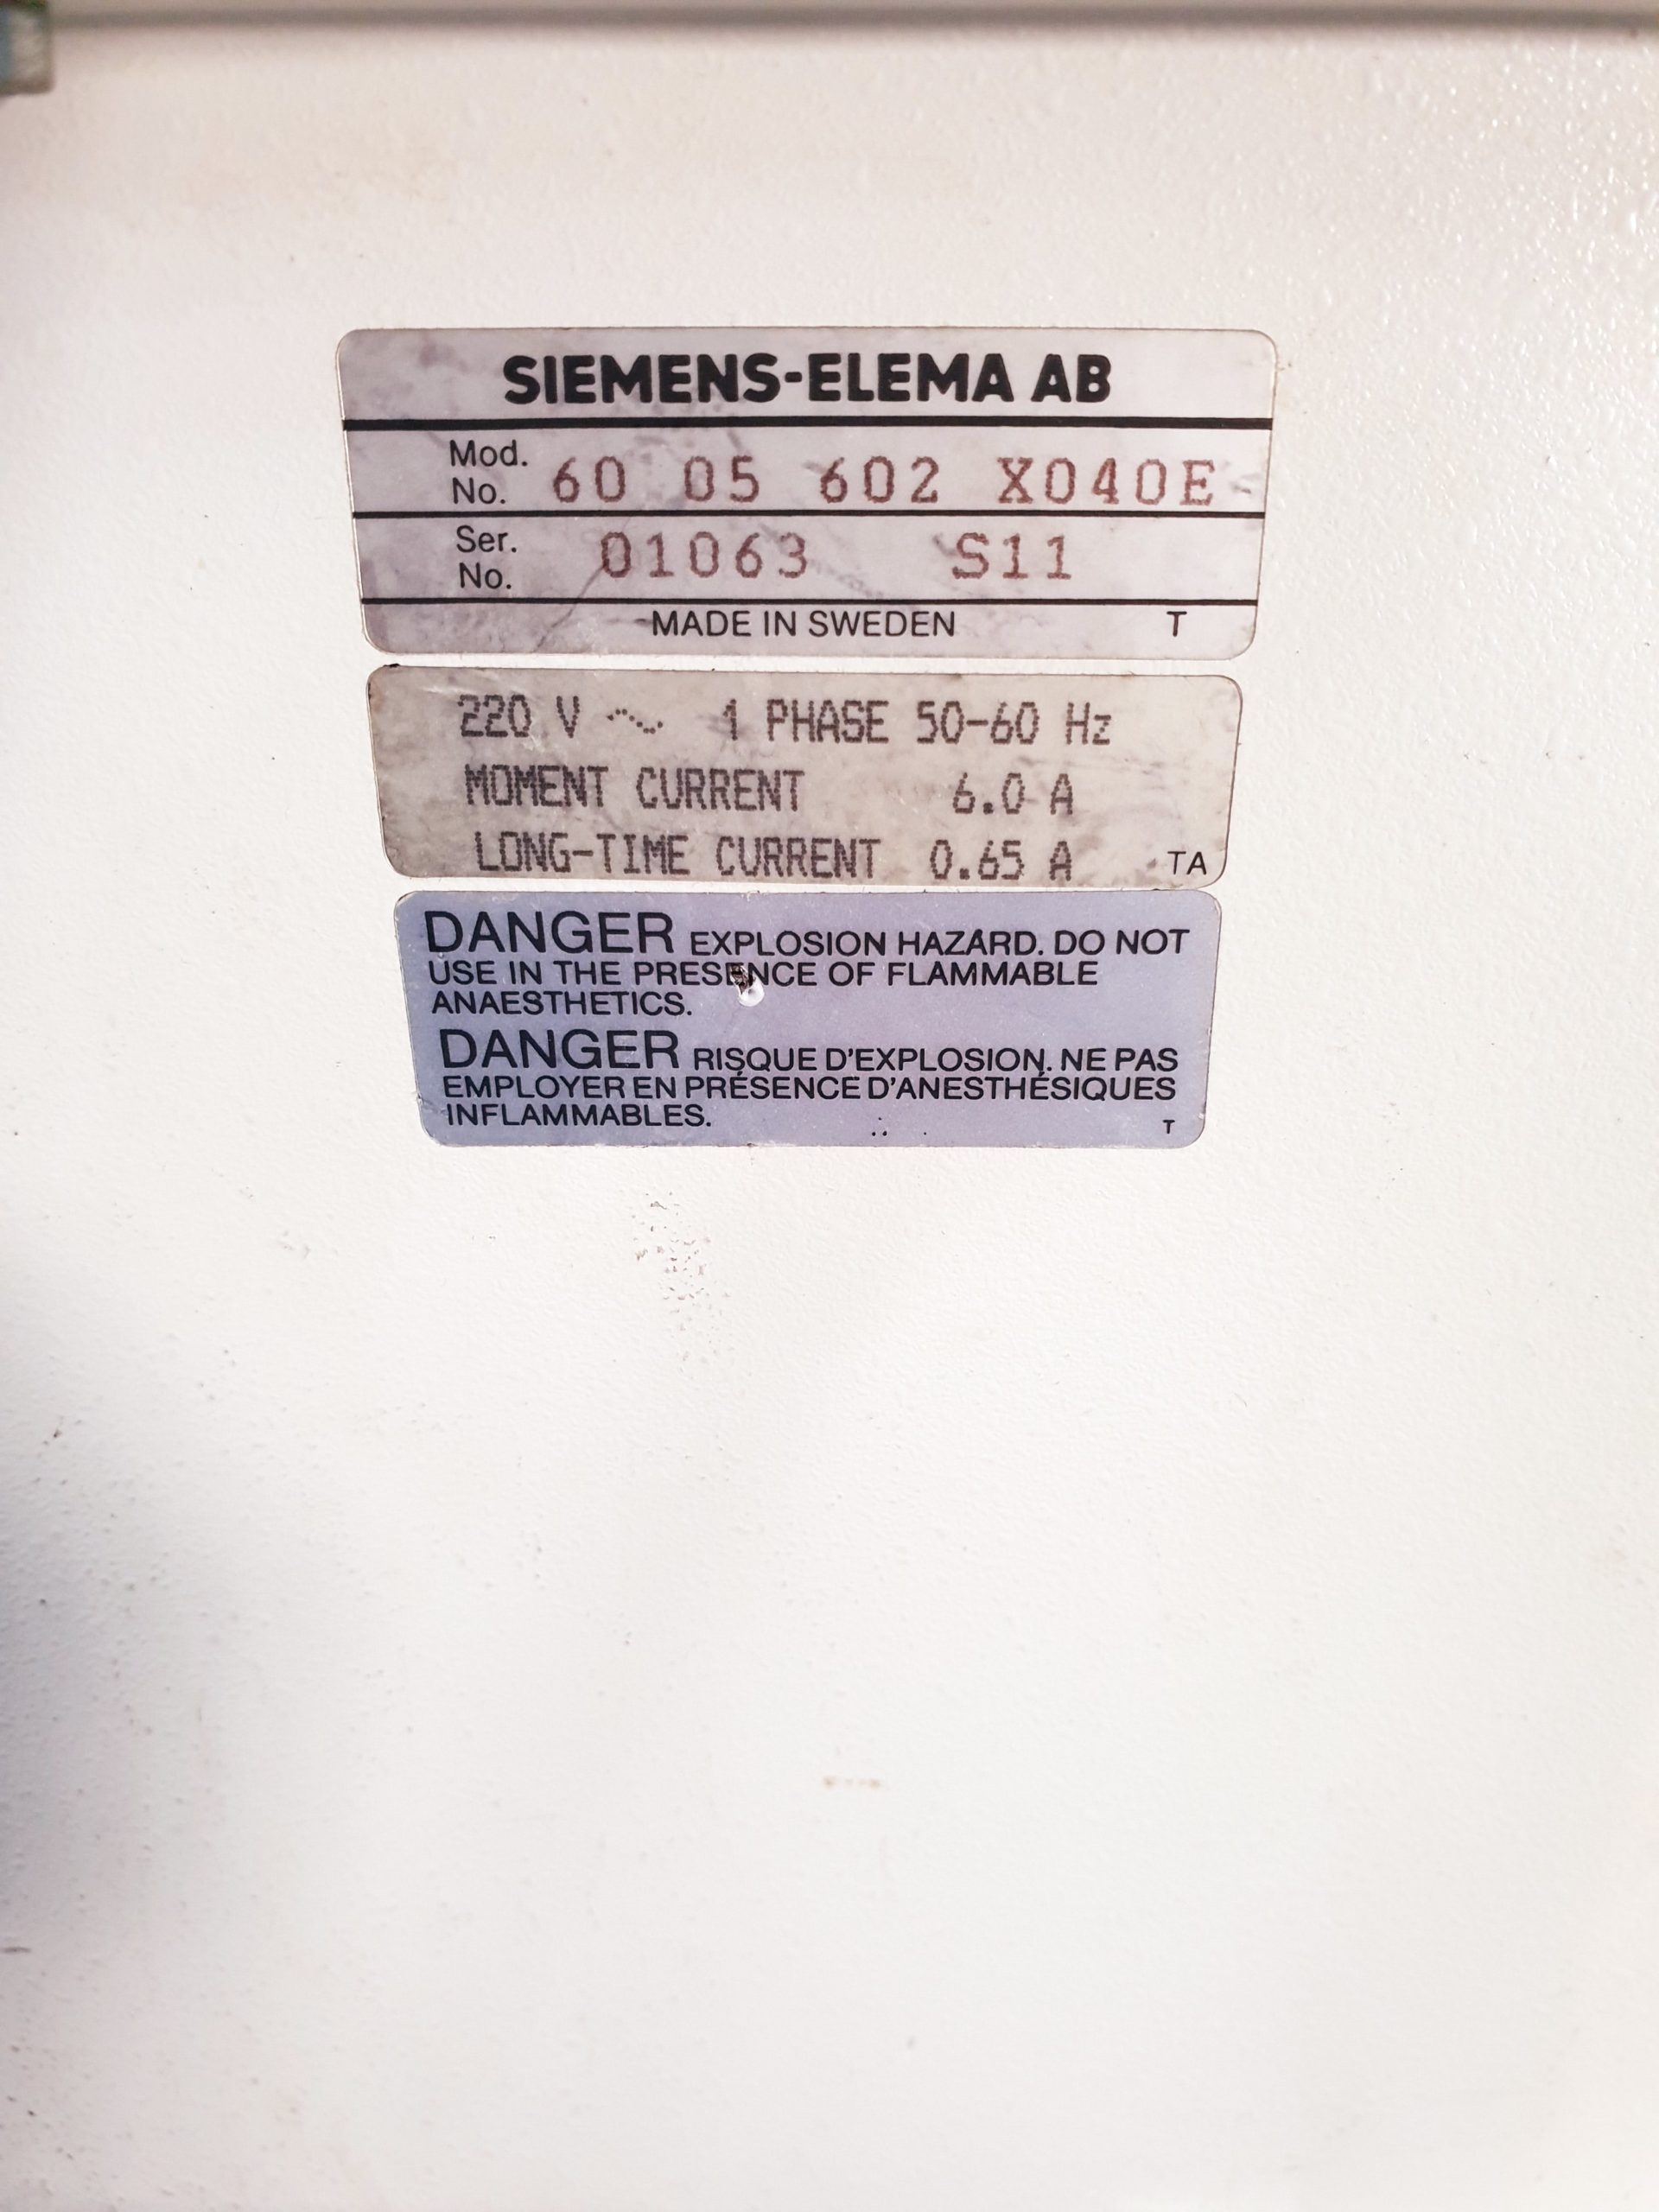 SIEMENS-ELEMA AB
Mod. No. 60 05 602 X040E
Ser. No. 01063 S11
MADE IN SWEDEN T
220 V ~ 1 PHASE 50-60 Hz
MOMENT CURRENT 6.0 A
LONG-TIME CURRENT 0.65 A TA
DANGER EXPLOSION HAZARD. DO NOT
USE IN THE PRESENCE OF FLAMMABLE
ANAESTHETICS.
DANGER RISQUE D'EXPLOSION. NE PAS
EMPLOYER EN PRÉSENCE D'ANESTHÉSIQUES
INFLAMMABLES. T